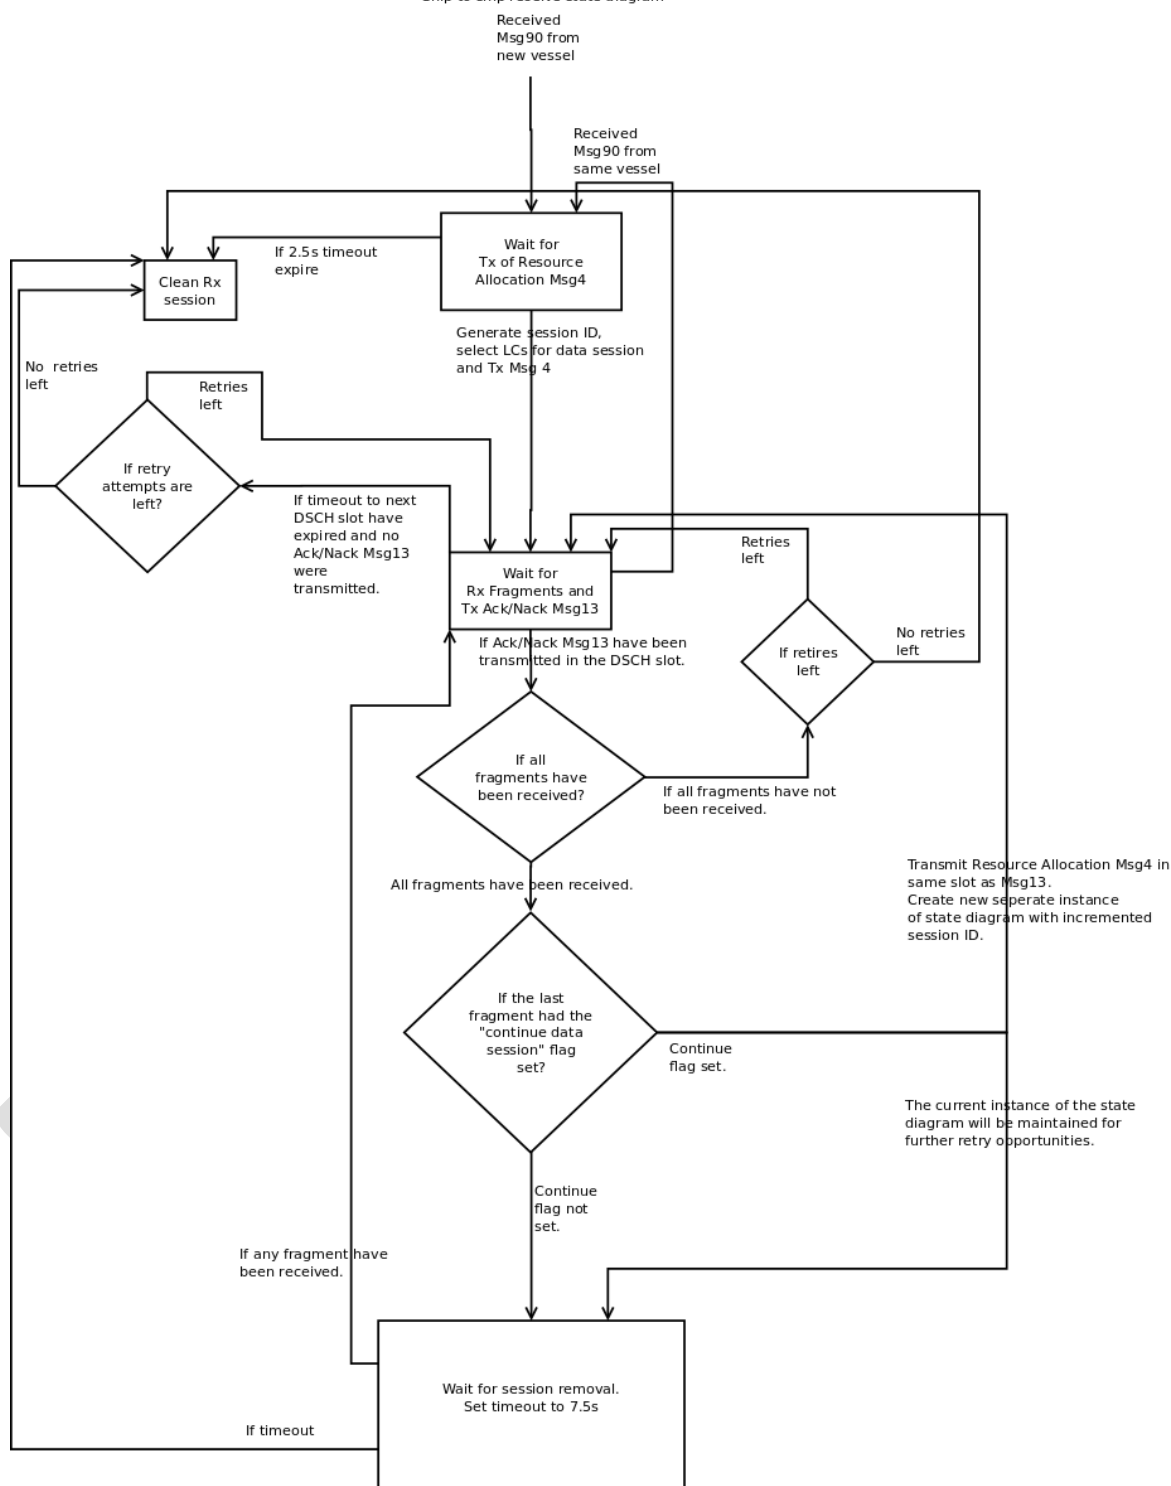 Received
Msg90 from
new vessel
Received
Msg90 from
same vessel
Wait for
Tx of Resource
Allocation Msg4
If 2.5s timeout
expire
Clean Rx
session
Generate session ID,
select LCs for data session
and Tx Msg 4
No retries
left
Retries
left
If retry
attempts are
left?
If timeout to next
DSCH slot have
expired and no
Ack/Nack Msg13
were
transmitted.
Retries
left
Wait for
Rx Fragments and
Tx Ack/Nack Msg13
If Ack/Nack Msg13 have been
transmitted in the DSCH slot.
If retires
left
No retries
left
If all
fragments have
been received?
If all fragments have not
been received.
All fragments have been received.
Transmit Resource Allocation Msg4 in
same slot as Msg13.
Create new seperate instance
of state diagram with incremented
session ID.
If the last
fragment had the
"continue data
session" flag
set?
Continue
flag set.
The current instance of the state
diagram will be maintained for
further retry opportunities.
Continue
flag not
set.
If any fragment have
been received.
Wait for session removal.
Set timeout to 7.5s
If timeout